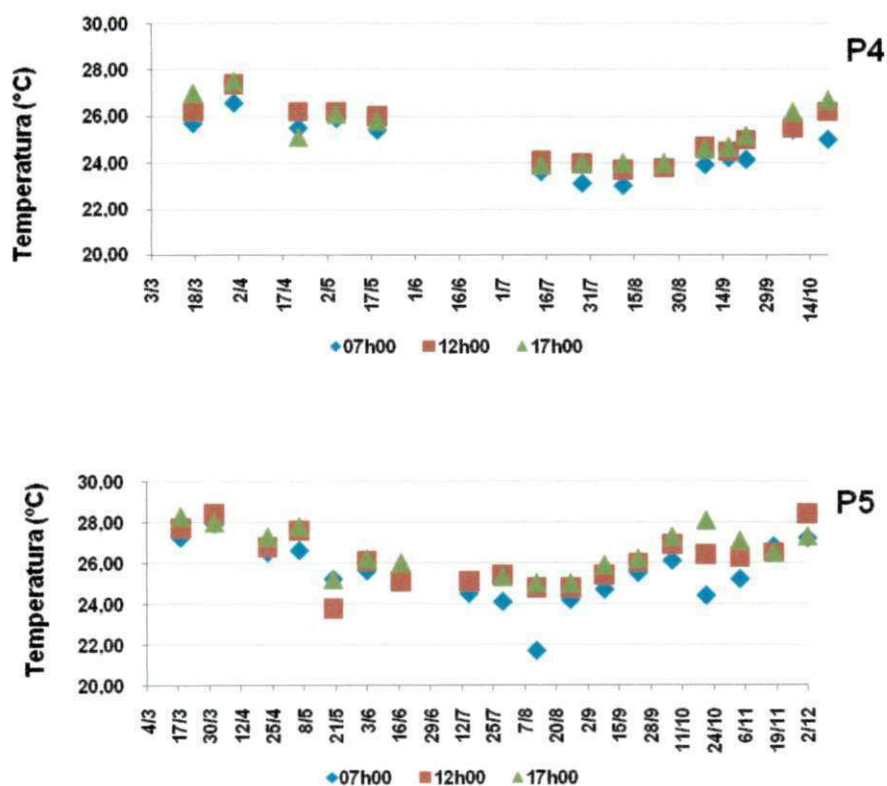 P4
Temperatura (°C)
30,00
28,00
26,00
24,00
22,00
20,00
3/3 18/3 2/4 17/4 2/5 17/5 1/6 16/6 1/7 16/7 31/7 15/8 30/8 14/9 29/9 14/10
07h00 12h00 17h00
P5
Temperatura (ºC)
30,00
28,00
26,00
24,00
22,00
20,00
4/3 17/3 30/3 12/4 25/4 8/5 21/5 3/6 16/6 29/6 12/7 25/7 7/8 20/8 2/9 15/9 28/9 11/10 24/10 6/11 19/11 2/12
07h00 12h00 17h00